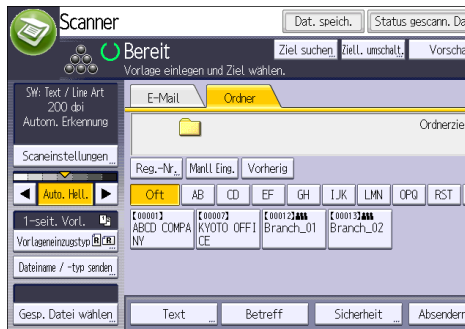 Scanner
Dat. speich.
Status gescann. Da
Bereit
Ziel suchen
Ziell. umschalt.
Vorscha
Vorlage einlegen und Ziel wählen.
SW: Text / Line Art
200 dpi
Autom. Erkennung
Scaneinstellungen
Auto. Hell.
1-seit. Vorl.
Vorlageneinzugstyp
Dateiname / -typ senden
Gesp. Datei wählen
E-Mail
Ordner
Ordnerzie
Reg.-Nr.
Manll Eing.
Vorherig
Oft
AB
CD
EF
GH
IJK
LMN
OPQ
RST
[00001]
ABCD COMPA
NY
[00007]
KYOTO OFFI
CE
[00012]
Branch_01
[00013]
Branch_02
Text
Betreff
Sicherheit
Absendern